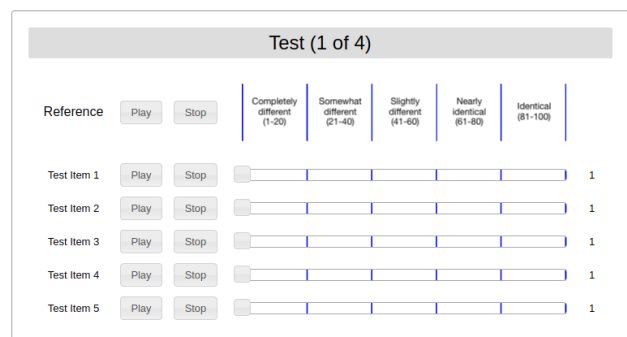 Test (1 of 4)
Reference Play Stop
Completely different (1-20)
Somewhat different (21-40)
Slightly different (41-60)
Nearly identical (61-80)
Identical (81-100)
Test Item 1 Play Stop 1
Test Item 2 Play Stop 1
Test Item 3 Play Stop 1
Test Item 4 Play Stop 1
Test Item 5 Play Stop 1